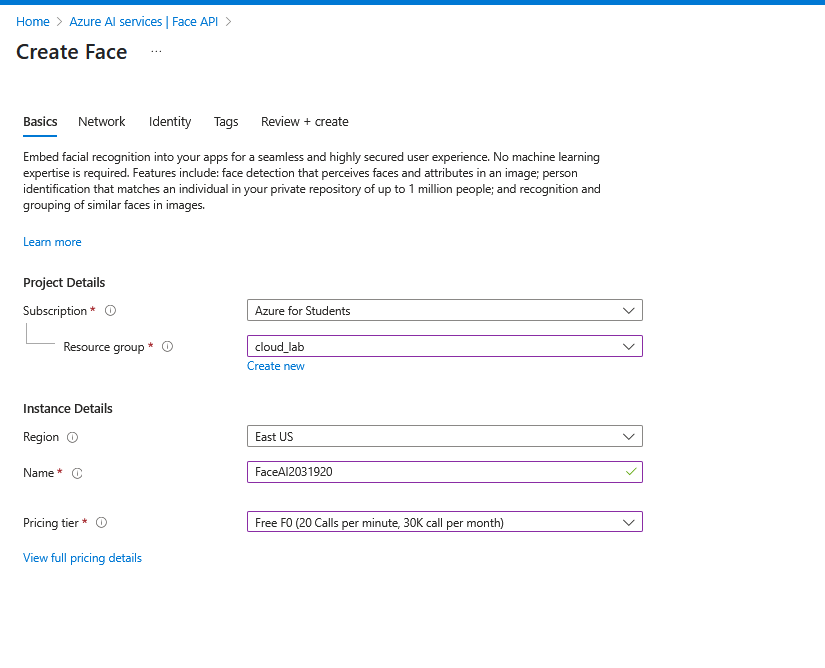 Home > Azure AI services | Face API >
Create Face ...
Basics Network Identity Tags Review + create
Embed facial recognition into your apps for a seamless and highly secured user experience. No machine learning
expertise is required. Features include: face detection that perceives faces and attributes in an image; person
identification that matches an individual in your private repository of up to 1 million people; and recognition and
grouping of similar faces in images.
Learn more
Project Details
Subscription * Azure for Students
Resource group * cloud_lab
Create new
Instance Details
Region East US
Name * FaceAI2031920
Pricing tier * Free F0 (20 Calls per minute, 30K call per month)
View full pricing details